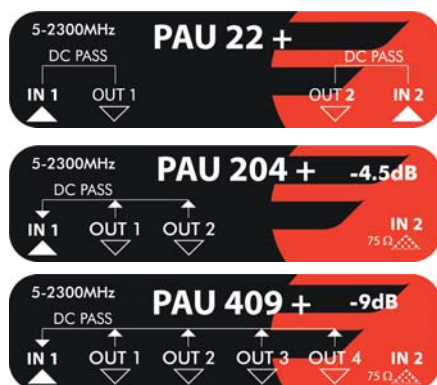 5-2300MHz PAU 22 +
DC PASS DC PASS
IN 1 OUT 1 OUT 2 IN 2
5-2300MHz PAU 204 + -4.5dB
DC PASS
IN 1 OUT 1 OUT 2 IN 2
75 Ω
5-2300MHz PAU 409 + -9dB
DC PASS
IN 1 OUT 1 OUT 2 OUT 3 OUT 4 IN 2
75 Ω